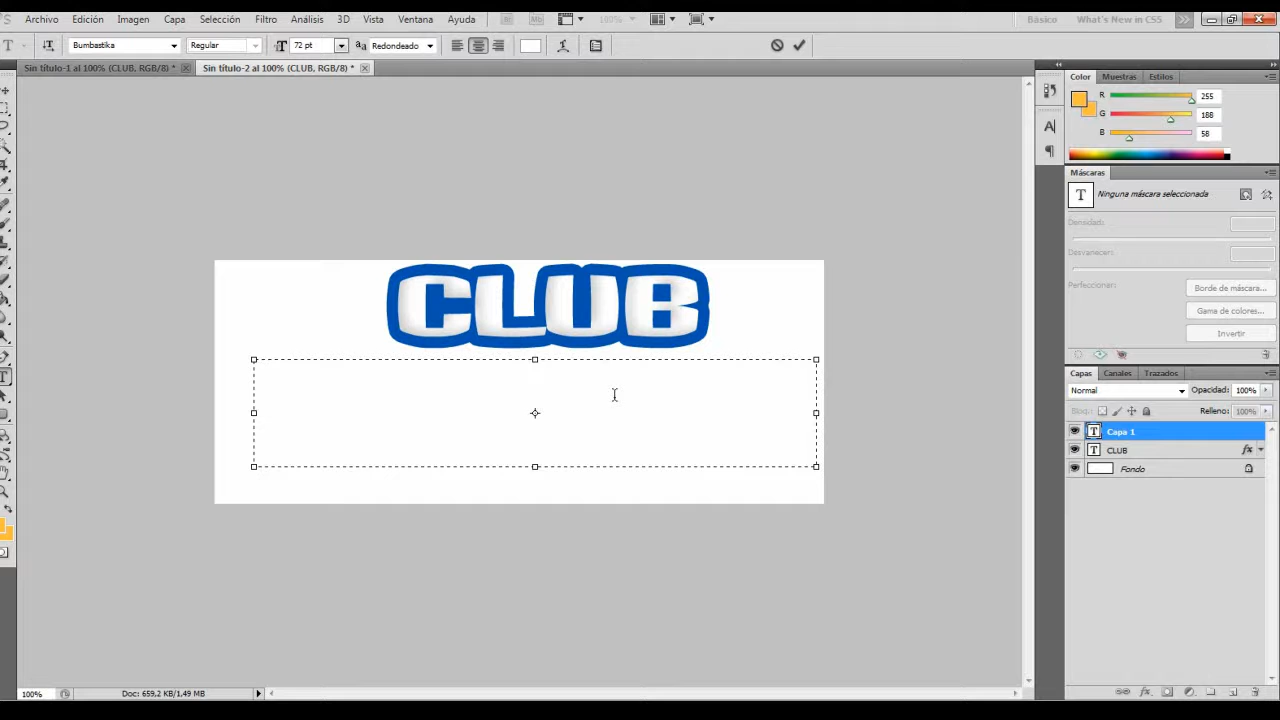 Archivo Edición Imagen Capa Selección Filtro Análisis 3D Vista Ventana Ayuda Br Mb 100% Básico What's New in CS5
T Bumbastika Regular 72 pt Redondeado
Sin título-1 al 100% (CLUB, RGB/8) * Sin título-2 al 100% (CLUB, RGB/8) *
Color Muestras Estilos
R 255
G 188
B 58
Máscaras
Ninguna máscara seleccionada
Densidad:
Desvanecer:
Perfeccionar: Borde de máscara...
Gama de colores...
Invertir
Capas Canales Trazados
Normal Opacidad: 100%
Bloq.: Relleno: 100%
T Capa 1
T CLUB fx
Fondo
CLUB
100% Doc: 659,2 KB/1,49 MB